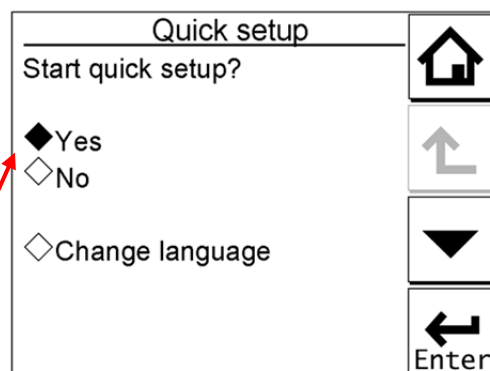 Quick setup
Start quick setup?
Yes
No
Change language
Enter